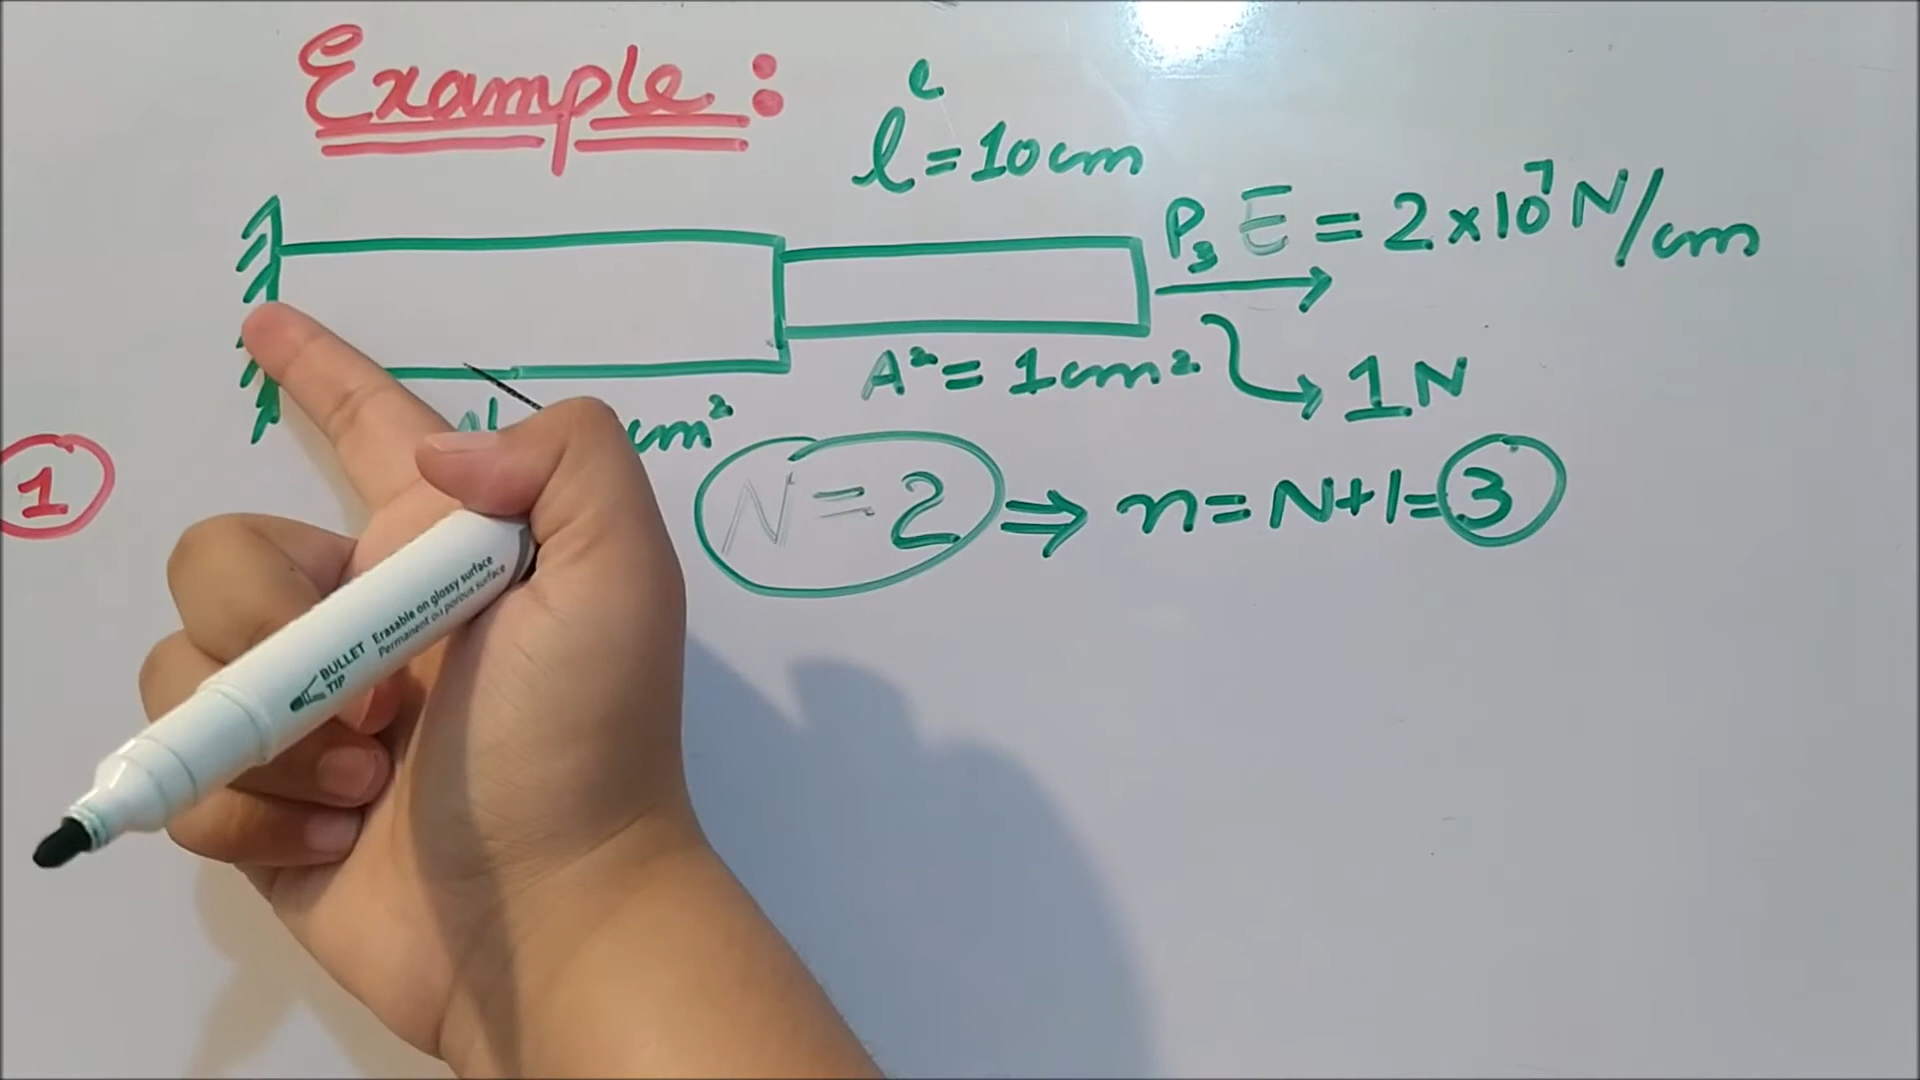 Example :
l^e = 10cm
P₃ E = 2×10⁷ N/cm
A² = 1cm²
1N
cm²
1
N = 2 ⇒ n = N+1 = 3
BULLET TIP
Erasable on glossy surface
Permanent on porous surface